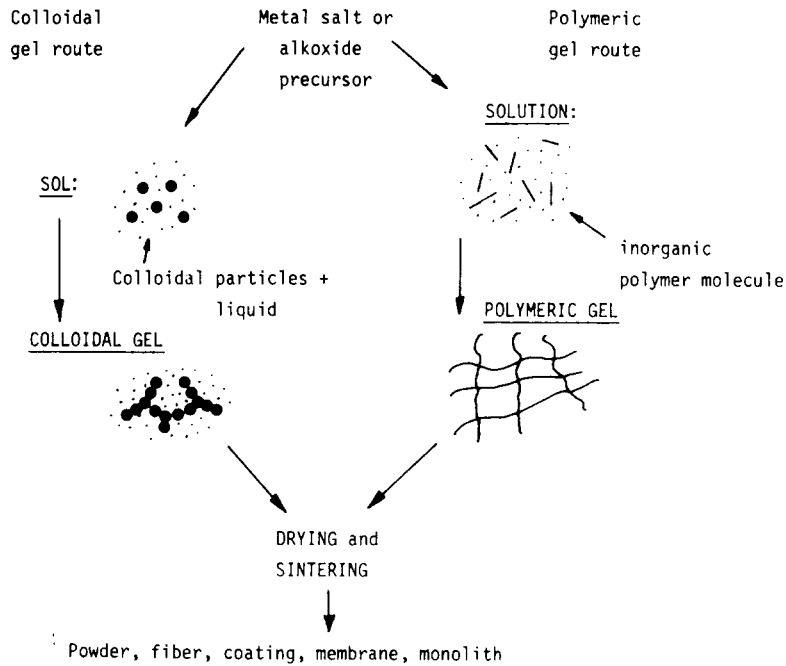 Colloidal
gel route
Metal salt or
alkoxide
precursor
Polymeric
gel route
SOLUTION:
SOL:
inorganic
polymer molecule
Colloidal particles +
liquid
POLYMERIC GEL
COLLOIDAL GEL
DRYING and
SINTERING
Powder, fiber, coating, membrane, monolith